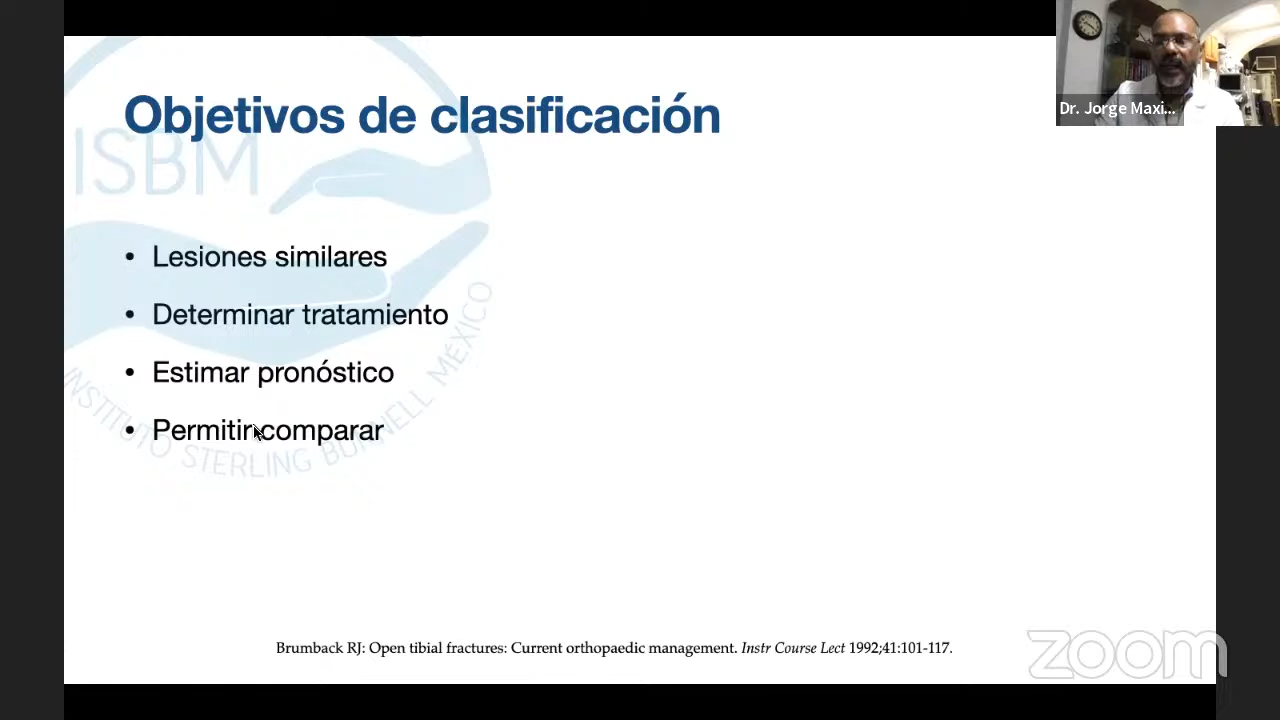 Objetivos de clasificación
ISBM
• Lesiones similares
• Determinar tratamiento
• Estimar pronóstico
• Permitir comparar
INSTITUTO STERLING BUNNELL MÉXICO
Brumback RJ: Open tibial fractures: Current orthopaedic management. Instr Course Lect 1992;41:101-117.
Dr. Jorge Maxi...
zoom